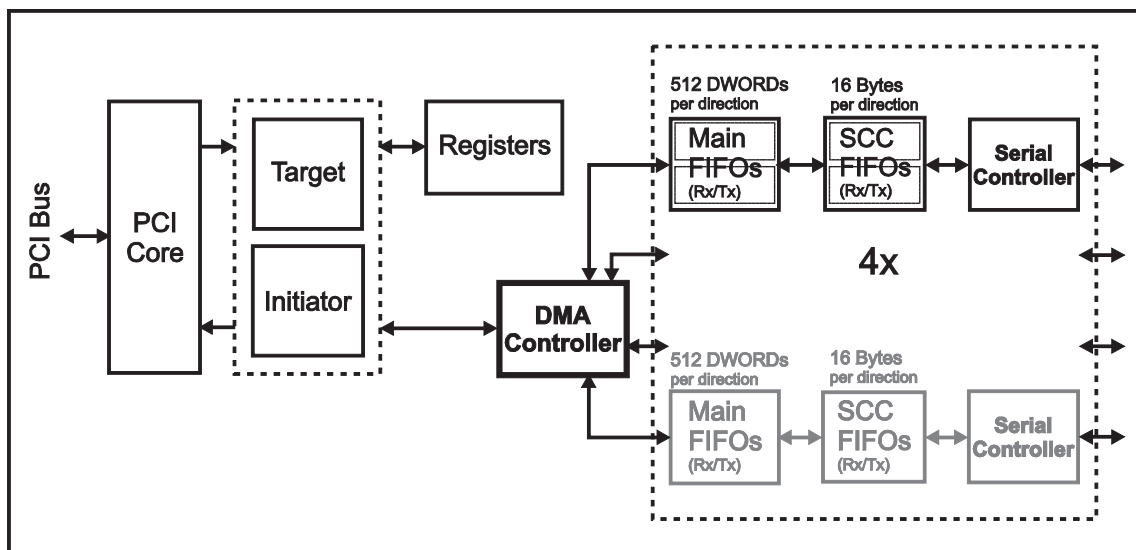 PCI Bus
PCI
Core
Target
Initiator
Registers
DMA
Controller
512 DWORDs
per direction
Main
FIFOs
(Rx/Tx)
16 Bytes
per direction
SCC
FIFOs
(Rx/Tx)
Serial
Controller
4x
512 DWORDs
per direction
Main
FIFOs
(Rx/Tx)
16 Bytes
per direction
SCC
FIFOs
(Rx/Tx)
Serial
Controller